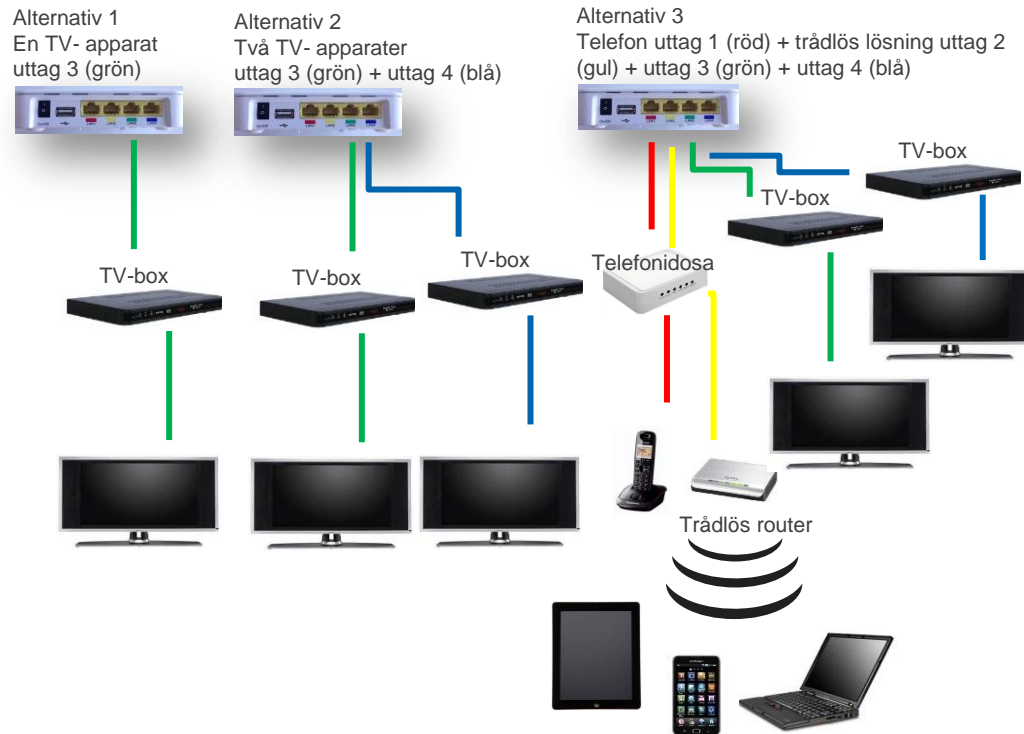 Alternativ 1
En TV- apparat
uttag 3 (grön)
Alternativ 2
Två TV- apparater
uttag 3 (grön) + uttag 4 (blå)
Alternativ 3
Telefon uttag 1 (röd) + trådlös lösning uttag 2
(gul) + uttag 3 (grön) + uttag 4 (blå)
TV-box
TV-box
TV-box
TV-box
TV-box
Telefonidosa
Trådlös router